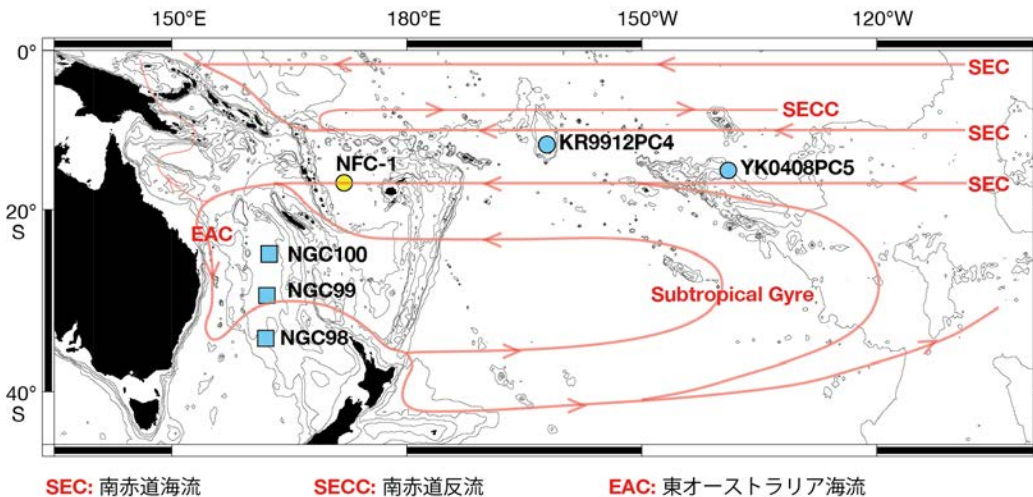 150°E 180°W 150°W 120°W
0°
SEC
SECC
KR9912PC4
SEC
NFC-1
YK0408PC5
SEC
20°
S
EAC
NGC100
NGC99
Subtropical Gyre
NGC98
40°
S
SEC: 南赤道海流 SECC: 南赤道反流 EAC: 東オーストラリア海流